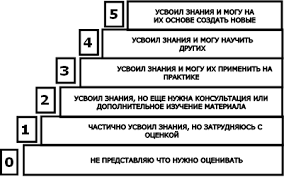 5
УСВОИЛ ЗНАНИЯ И МОГУ НА
ИХ ОСНОВЕ СОЗДАТЬ НОВЫЕ
4
УСВОИЛ ЗНАНИЯ И МОГУ НАУЧИТЬ
ДРУГИХ
3
УСВОИЛ ЗНАНИЯ И МОГУ ИХ ПРИМЕНИТЬ НА
ПРАКТИКЕ
2
УСВОИЛ ЗНАНИЯ, НО ЕЩЕ НУЖНА КОНСУЛЬТАЦИЯ ИЛИ
ДОПОЛНИТЕЛЬНОЕ ИЗУЧЕНИЕ МАТЕРИАЛА
1
ЧАСТИЧНО УСВОИЛ ЗНАНИЯ, НО ЗАТРУДНЯЮСЬ С
ОЦЕНКОЙ
0
НЕ ПРЕДСТАВЛЯЮ ЧТО НУЖНО ОЦЕНИВАТЬ